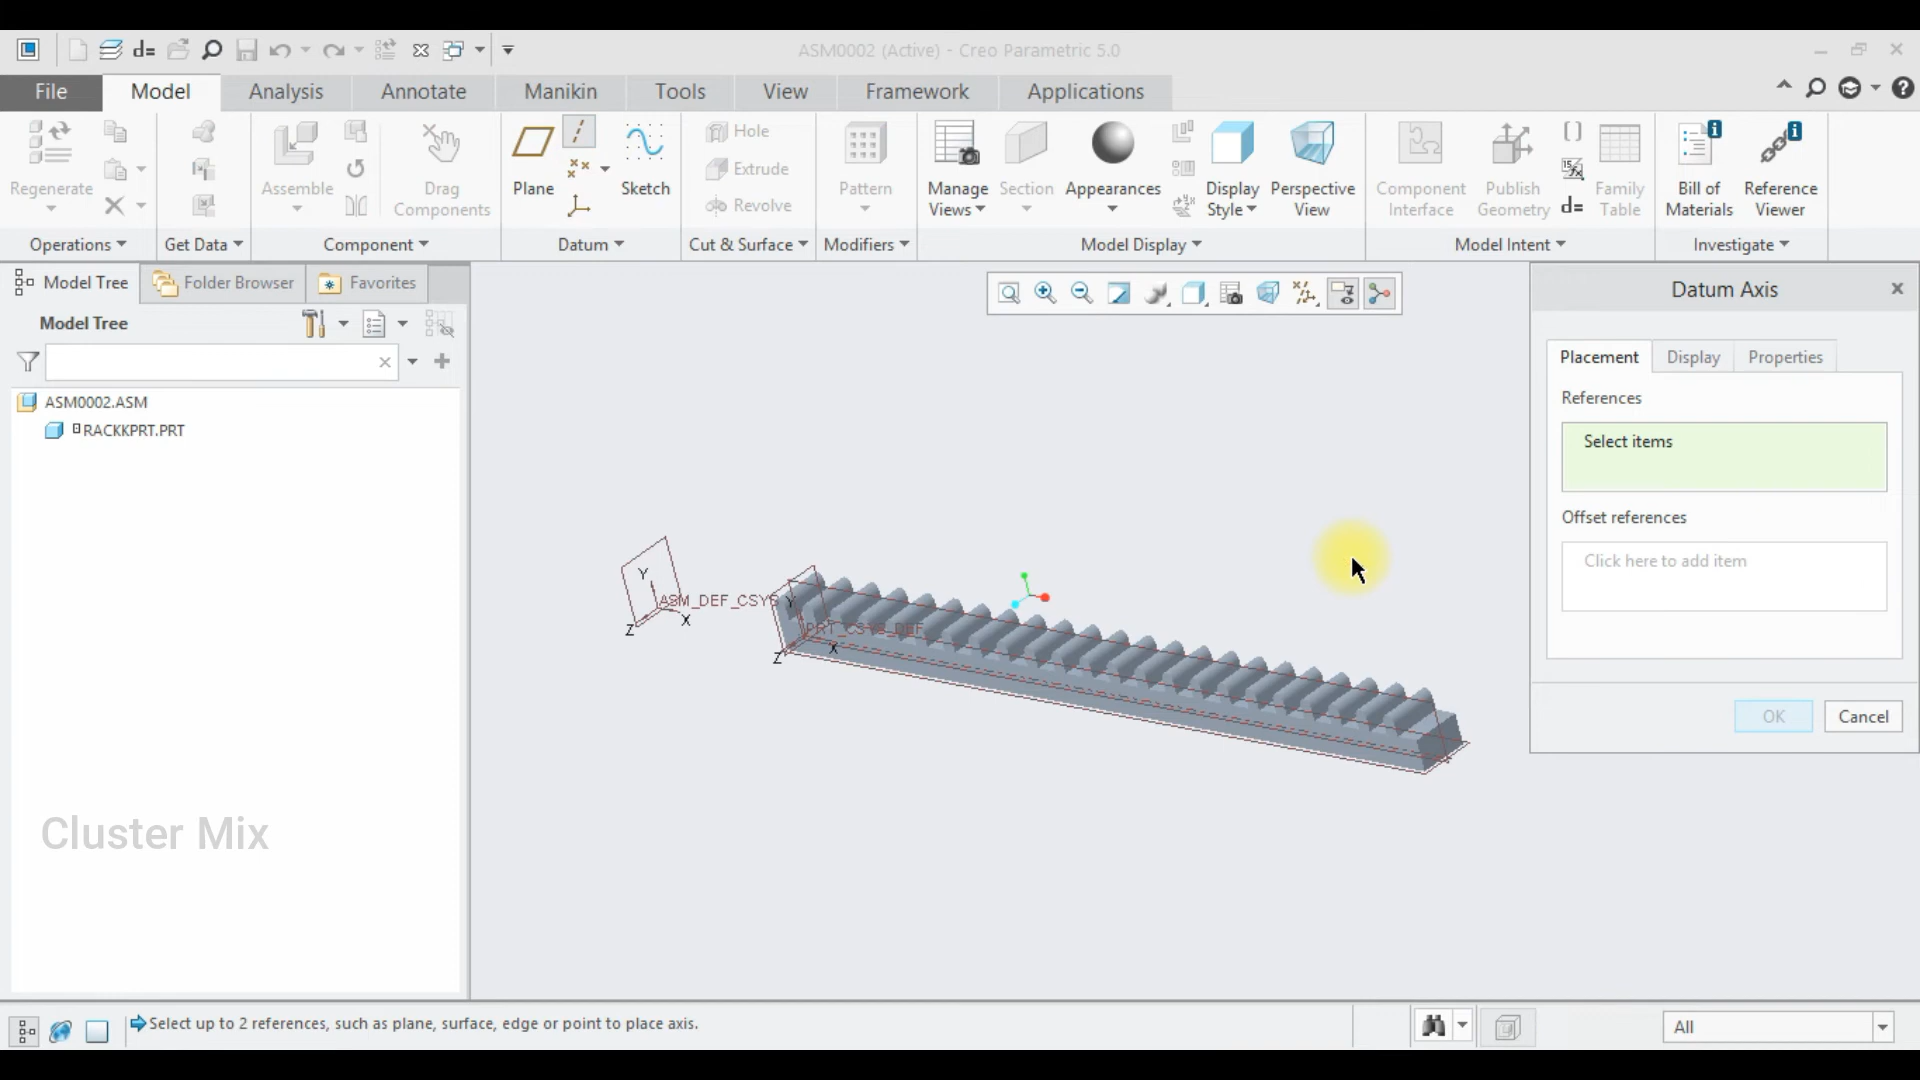 d=
ASM0002 (Active) - Creo Parametric 5.0
File Model Analysis Annotate Manikin Tools View Framework Applications
Regenerate
Assemble
Drag
Components
Plane
Sketch
Hole
Extrude
Revolve
Pattern
Manage
Views
Section
Appearances
Display
Style
Perspective
View
Component
Interface
Publish
Geometry
d=
Family
Table
Bill of
Materials
Reference
Viewer
Operations Get Data Component Datum Cut & Surface Modifiers Model Display Model Intent Investigate
Model Tree Folder Browser Favorites
Model Tree
ASM0002.ASM
RACKKPRT.PRT
Cluster Mix
Y
ASM_DEF_CSYS
X
Z
Y
PRT_CSYS_DEF
X
Z
Datum Axis
Placement Display Properties
References
Select items
Offset references
Click here to add item
OK Cancel
Select up to 2 references, such as plane, surface, edge or point to place axis.
All